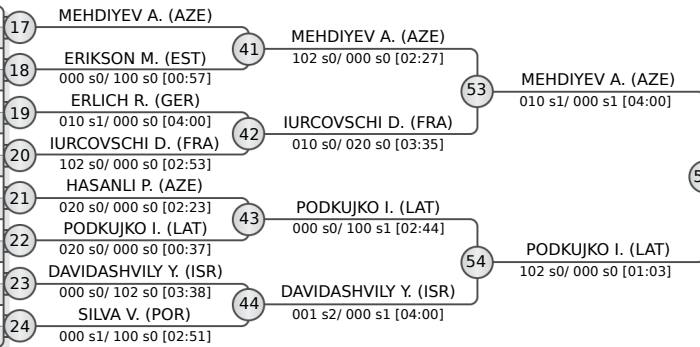 17 MEHDIYEV A. (AZE)
18 ERIKSON M. (EST)
000 s0/ 100 s0 [00:57]
41 MEHDIYEV A. (AZE)
102 s0/ 000 s0 [02:27]
19 ERLICH R. (GER)
010 s1/ 000 s0 [04:00]
20 IURCOVSCHI D. (FRA)
102 s0/ 000 s0 [02:53]
42 IURCOVSCHI D. (FRA)
010 s0/ 020 s0 [03:35]
53 MEHDIYEV A. (AZE)
010 s1/ 000 s1 [04:00]
21 HASANLI P. (AZE)
020 s0/ 000 s0 [02:23]
22 PODKUJKO I. (LAT)
020 s0/ 000 s0 [00:37]
43 PODKUJKO I. (LAT)
000 s0/ 100 s1 [02:44]
23 DAVIDASHVILY Y. (ISR)
000 s0/ 102 s0 [03:38]
24 SILVA V. (POR)
000 s1/ 100 s0 [02:51]
44 DAVIDASHVILY Y. (ISR)
001 s2/ 000 s1 [04:00]
54 PODKUJKO I. (LAT)
102 s0/ 000 s0 [01:03]